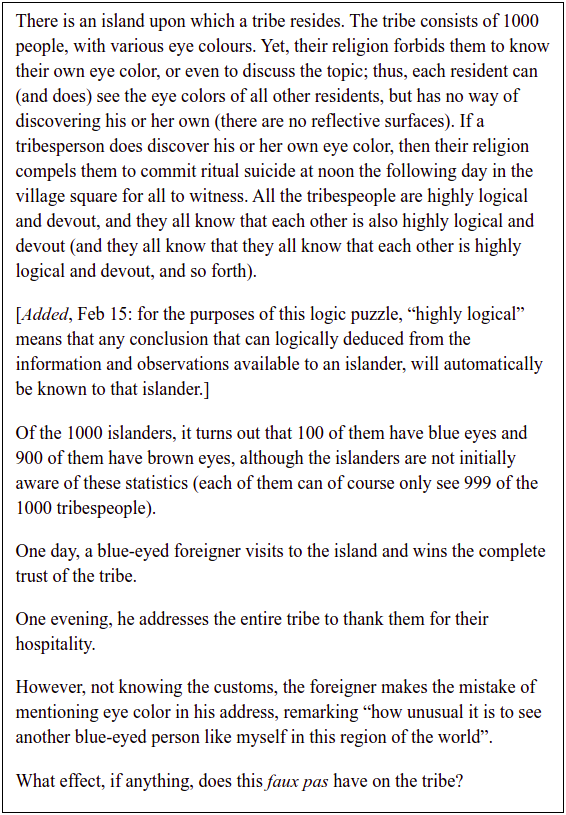 There is an island upon which a tribe resides. The tribe consists of 1000
people, with various eye colours. Yet, their religion forbids them to know
their own eye color, or even to discuss the topic; thus, each resident can
(and does) see the eye colors of all other residents, but has no way of
discovering his or her own (there are no reflective surfaces). If a
tribesperson does discover his or her own eye color, then their religion
compels them to commit ritual suicide at noon the following day in the
village square for all to witness. All the tribespeople are highly logical
and devout, and they all know that each other is also highly logical and
devout (and they all know that they all know that each other is highly
logical and devout, and so forth).
[Added, Feb 15: for the purposes of this logic puzzle, “highly logical”
means that any conclusion that can logically deduced from the
information and observations available to an islander, will automatically
be known to that islander.]
Of the 1000 islanders, it turns out that 100 of them have blue eyes and
900 of them have brown eyes, although the islanders are not initially
aware of these statistics (each of them can of course only see 999 of the
1000 tribespeople).
One day, a blue-eyed foreigner visits to the island and wins the complete
trust of the tribe.
One evening, he addresses the entire tribe to thank them for their
hospitality.
However, not knowing the customs, the foreigner makes the mistake of
mentioning eye color in his address, remarking “how unusual it is to see
another blue-eyed person like myself in this region of the world”.
What effect, if anything, does this faux pas have on the tribe?